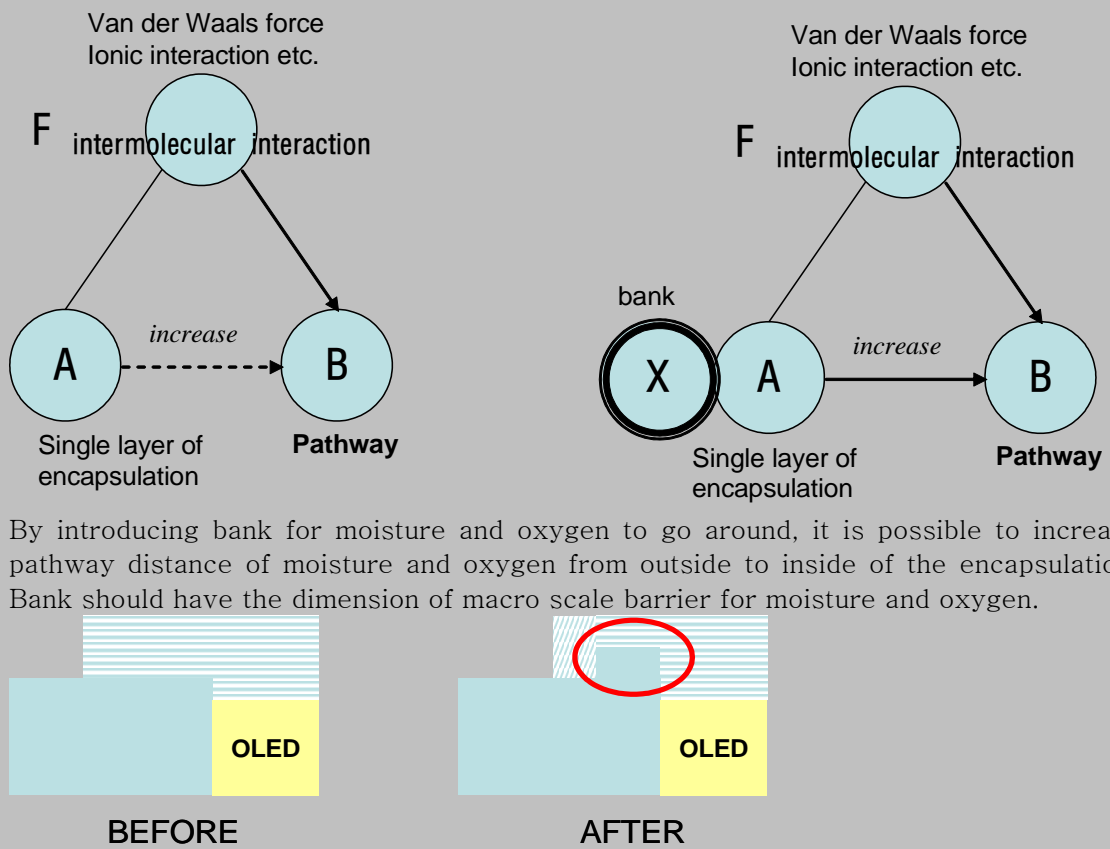 Van der Waals force
Ionic interaction etc.
F intermolecular interaction
A
increase
B
Single layer of
encapsulation
Pathway
Van der Waals force
Ionic interaction etc.
F intermolecular interaction
bank
X
A
increase
B
Single layer of
encapsulation
Pathway
By introducing bank for moisture and oxygen to go around, it is possible to increa
pathway distance of moisture and oxygen from outside to inside of the encapsulatio
Bank should have the dimension of macro scale barrier for moisture and oxygen.
OLED
OLED
BEFORE
AFTER